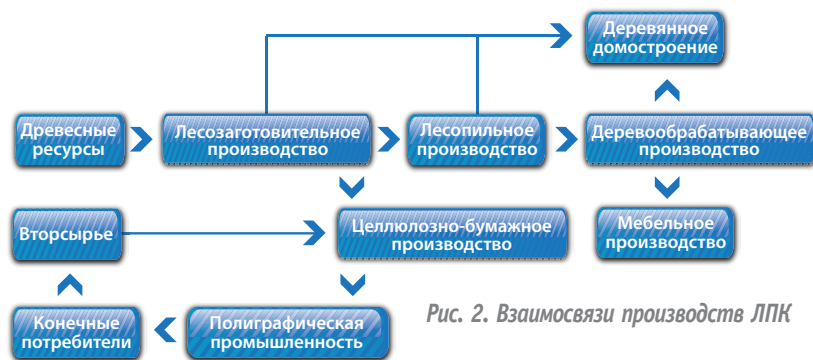 Деревянное
домостроение
Древесные
ресурсы
Лесозаготовительное
производство
Лесопильное
производство
Деревообрабатывающее
производство
Вторсырье
Целлюлозно-бумажное
производство
Мебельное
производство
Конечные
потребители
Полиграфическая
промышленность
Рис. 2. Взаимосвязи производств ЛПК